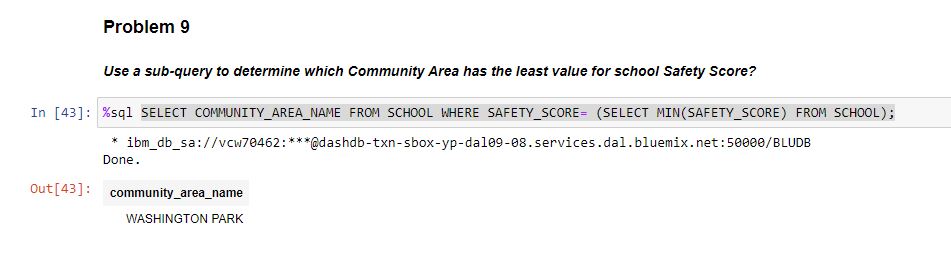 Problem 9
Use a sub-query to determine which Community Area has the least value for school Safety Score?
In [43]: %sql SELECT COMMUNITY_AREA_NAME FROM SCHOOL WHERE SAFETY_SCORE= (SELECT MIN(SAFETY_SCORE) FROM SCHOOL);
* ibm_db_sa://vcw70462:***@dashdb-txn-sbox-yp-dal09-08.services.dal.bluemix.net:50000/BLUDB
Done.
Out[43]: community_area_name
WASHINGTON PARK